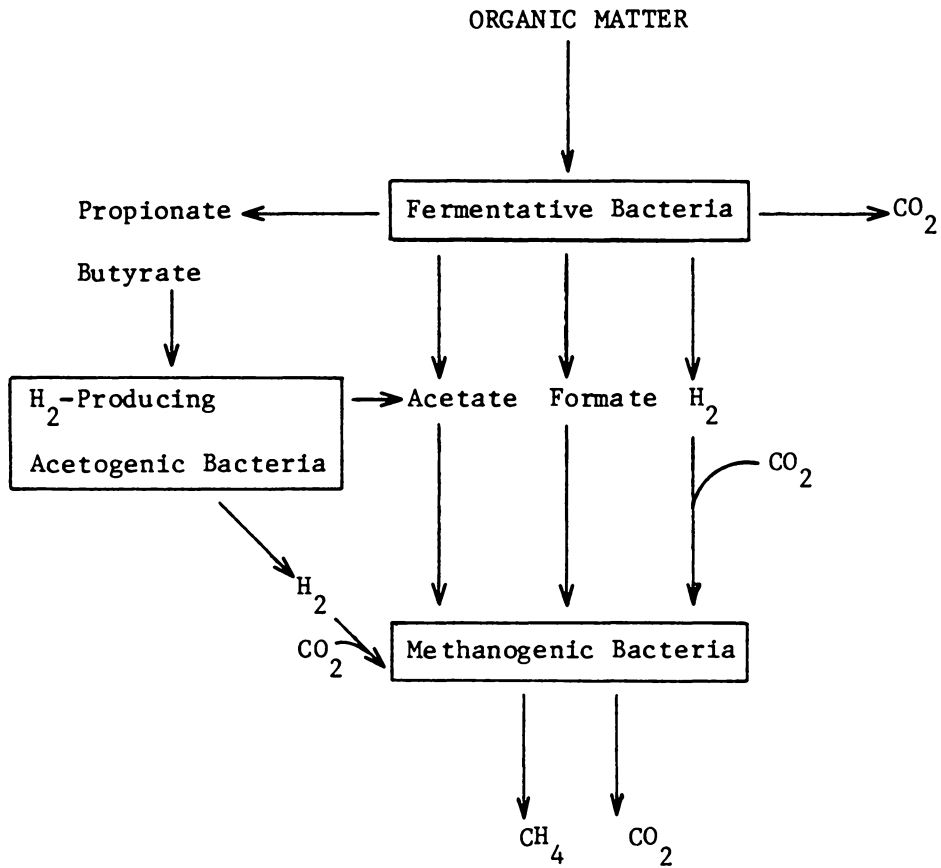 ORGANIC MATTER
Propionate
Fermentative Bacteria
CO2
Butyrate
H2-Producing
Acetogenic Bacteria
Acetate
Formate
H2
CO2
H2
CO2
Methanogenic Bacteria
CH4
CO2